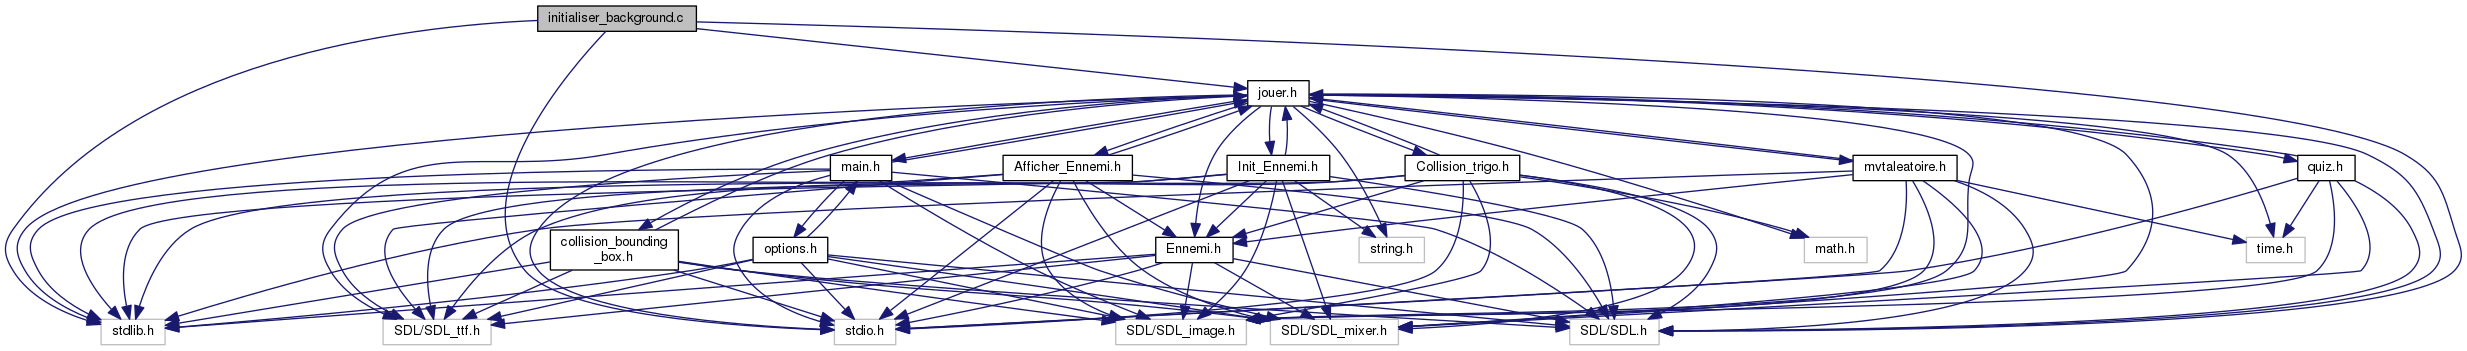 initialiser_background.c
jouer.h
main.h
Afficher_Ennemi.h
Init_Ennemi.h
Collision_trigo.h
mvtaleatoire.h
quiz.h
collision_bounding
_box.h
options.h
Ennemi.h
string.h
math.h
time.h
stdlib.h
SDL/SDL_ttf.h
stdio.h
SDL/SDL_image.h
SDL/SDL_mixer.h
SDL/SDL.h